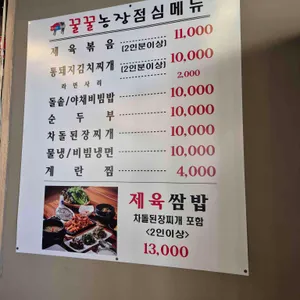 꿀꿀농장점심메뉴
제육볶음 (2인분이상) 11,000
통돼지김치찌개 (2인분이상) 10,000
라면사리 2,000
돌솥/야채비빔밥 10,000
순두부 10,000
차돌된장찌개 10,000
물냉/비빔냉면 10,000
계란찜 4,000
제육쌈밥
차돌된장찌개 포함
<2인이상>
13,000